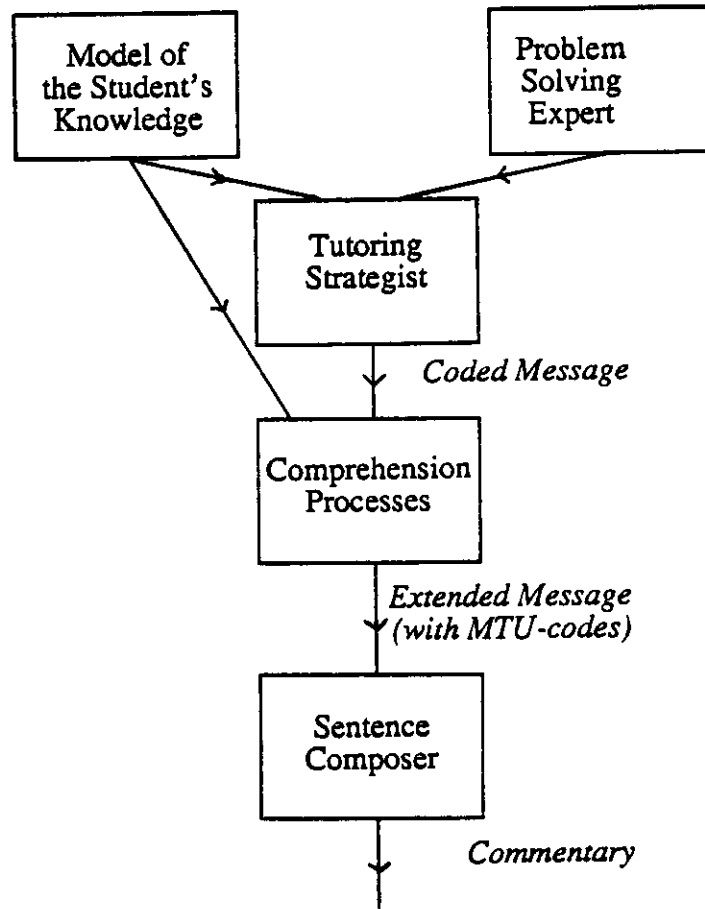 Model of
the Student's
Knowledge
Problem
Solving
Expert
Tutoring
Strategist
Coded Message
Comprehension
Processes
Extended Message
(with MTU-codes)
Sentence
Composer
Commentary